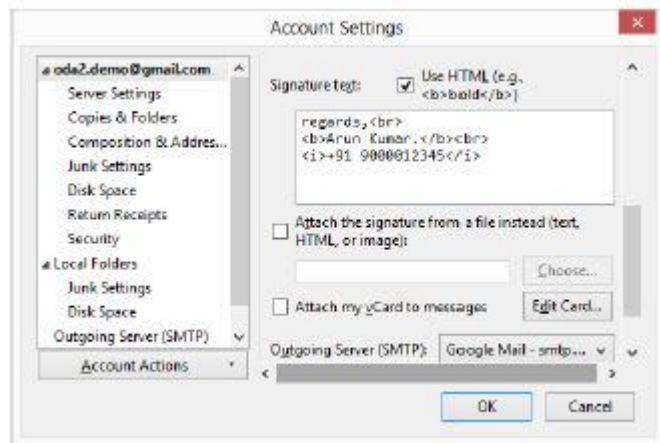 Account Settings
oda2.demo@gmail.com
Server Settings
Copies & Folders
Composition & Addres...
Junk Settings
Disk Space
Return Receipts
Security
Local Folders
Junk Settings
Disk Space
Outgoing Server (SMTP)
Account Actions
Signature text:
Use HTML (e.g.,
<b>bold</b>)
regards,<br>
<b>Arun Kumar.</b><br>
<i>+91 9000012345</i>
Attach the signature from a file instead (text,
HTML, or image):
Choose...
Attach my vCard to messages
Edit Card...
Outgoing Server (SMTP):
Google Mail - smtp...
OK
Cancel